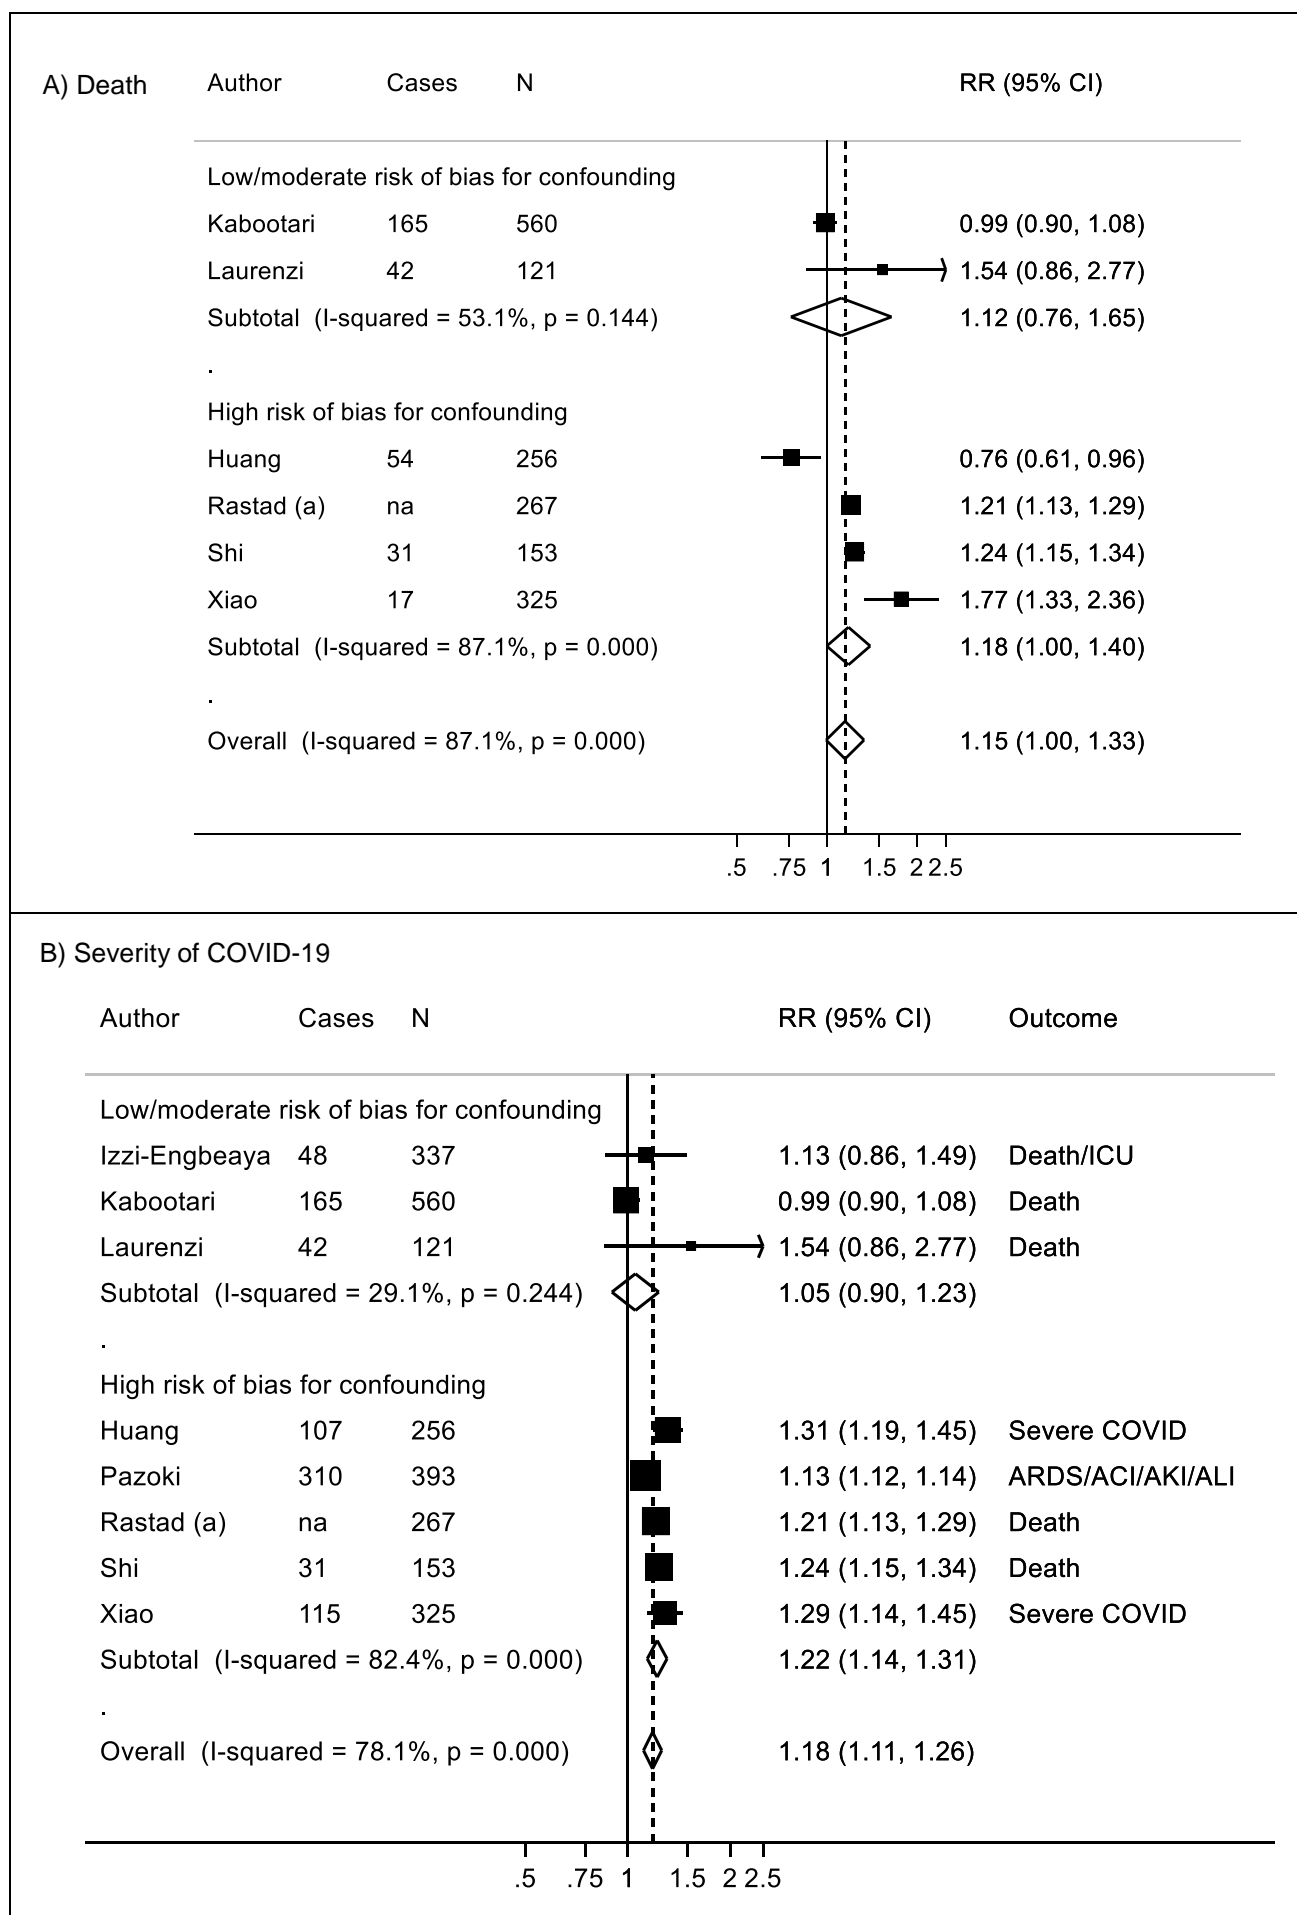 A) Death Author Cases N RR (95% CI)
Low/moderate risk of bias for confounding
Kabootari 165 560 0.99 (0.90, 1.08)
Laurenzi 42 121 1.54 (0.86, 2.77)
Subtotal (I-squared = 53.1%, p = 0.144) 1.12 (0.76, 1.65)
.
High risk of bias for confounding
Huang 54 256 0.76 (0.61, 0.96)
Rastad (a) na 267 1.21 (1.13, 1.29)
Shi 31 153 1.24 (1.15, 1.34)
Xiao 17 325 1.77 (1.33, 2.36)
Subtotal (I-squared = 87.1%, p = 0.000) 1.18 (1.00, 1.40)
.
Overall (I-squared = 87.1%, p = 0.000) 1.15 (1.00, 1.33)
.5 .75 1 1.5 2 2.5
B) Severity of COVID-19
Author Cases N RR (95% CI) Outcome
Low/moderate risk of bias for confounding
Izzi-Engbeaya 48 337 1.13 (0.86, 1.49) Death/ICU
Kabootari 165 560 0.99 (0.90, 1.08) Death
Laurenzi 42 121 1.54 (0.86, 2.77) Death
Subtotal (I-squared = 29.1%, p = 0.244) 1.05 (0.90, 1.23)
.
High risk of bias for confounding
Huang 107 256 1.31 (1.19, 1.45) Severe COVID
Pazoki 310 393 1.13 (1.12, 1.14) ARDS/ACI/AKI/ALI
Rastad (a) na 267 1.21 (1.13, 1.29) Death
Shi 31 153 1.24 (1.15, 1.34) Death
Xiao 115 325 1.29 (1.14, 1.45) Severe COVID
Subtotal (I-squared = 82.4%, p = 0.000) 1.22 (1.14, 1.31)
.
Overall (I-squared = 78.1%, p = 0.000) 1.18 (1.11, 1.26)
.5 .75 1 1.5 2 2.5